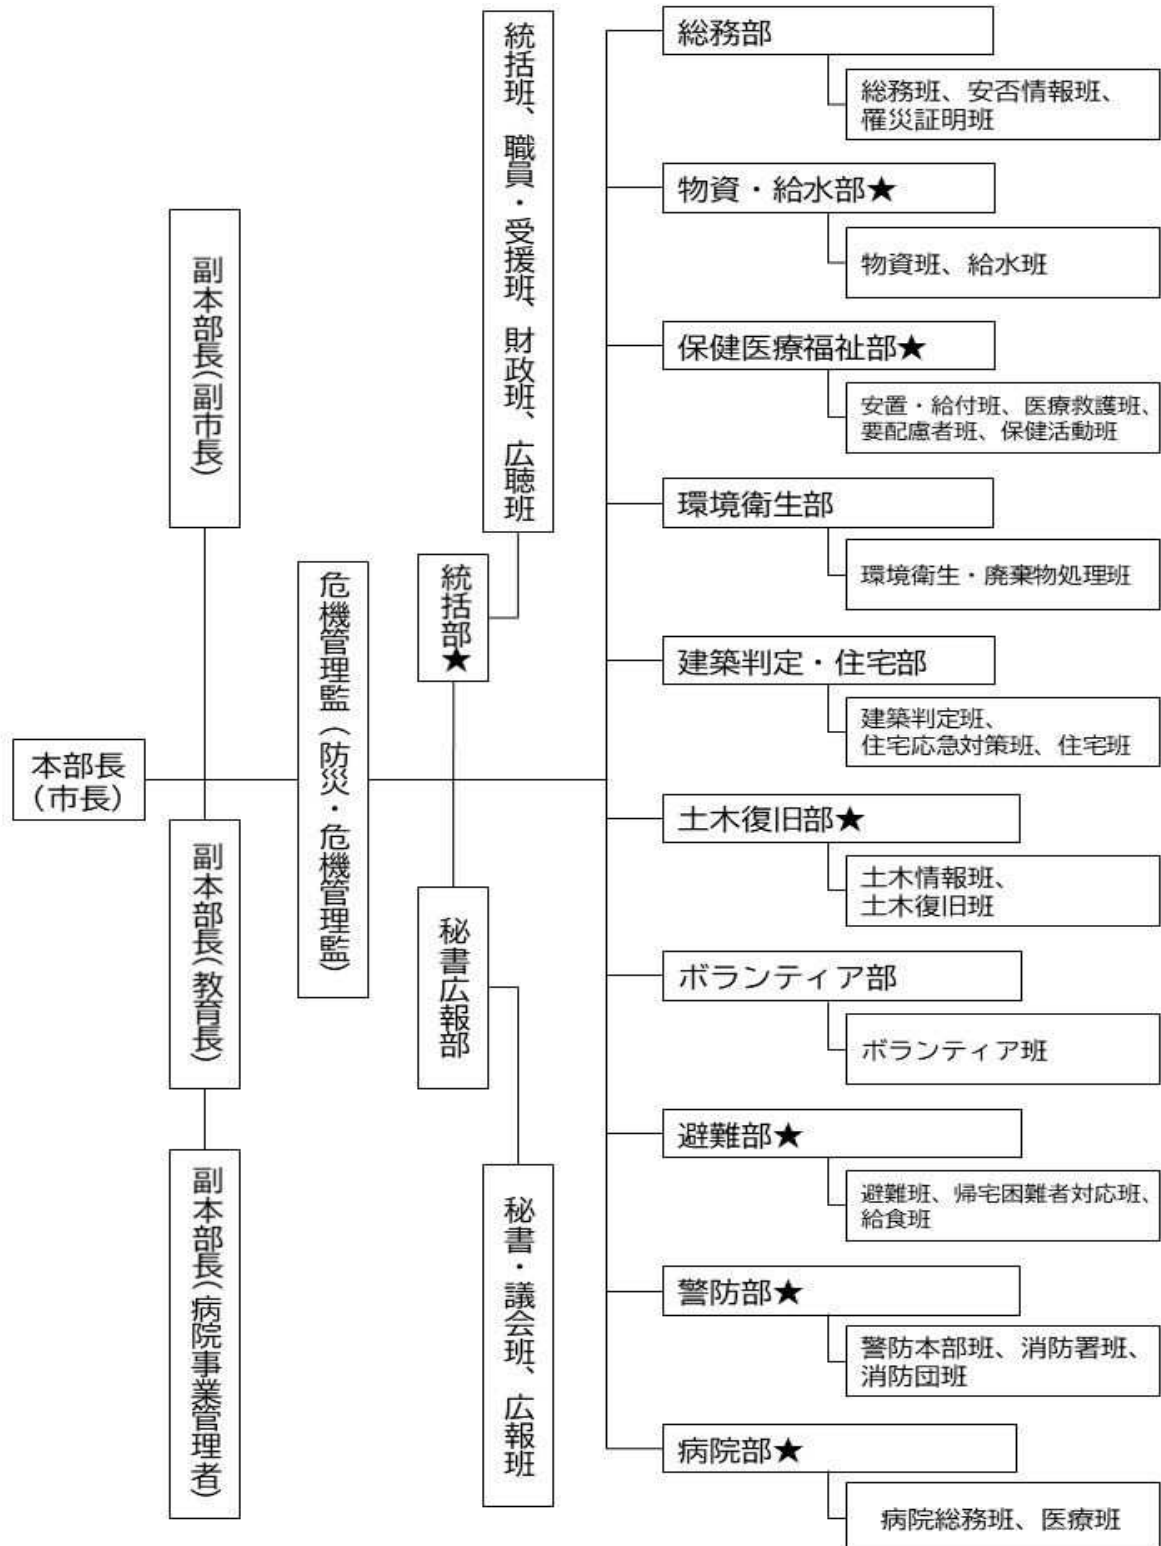 本部長
（市長）
副本部長（副市長）
副本部長（教育長）
副本部長（病院事業管理者）
危機管理監（防災・危機管理監）
統括部★
統括班、職員・受援班、財政班、広聴班
秘書広報部
秘書・議会班、広報班
総務部
総務班、安否情報班、
罹災証明班
物資・給水部★
物資班、給水班
保健医療福祉部★
安置・給付班、医療救護班、
要配慮者班、保健活動班
環境衛生部
環境衛生・廃棄物処理班
建築判定・住宅部
建築判定班、
住宅応急対策班、住宅班
土木復旧部★
土木情報班、
土木復旧班
ボランティア部
ボランティア班
避難部★
避難班、帰宅困難者対応班、
給食班
警防部★
警防本部班、消防署班、
消防団班
病院部★
病院総務班、医療班